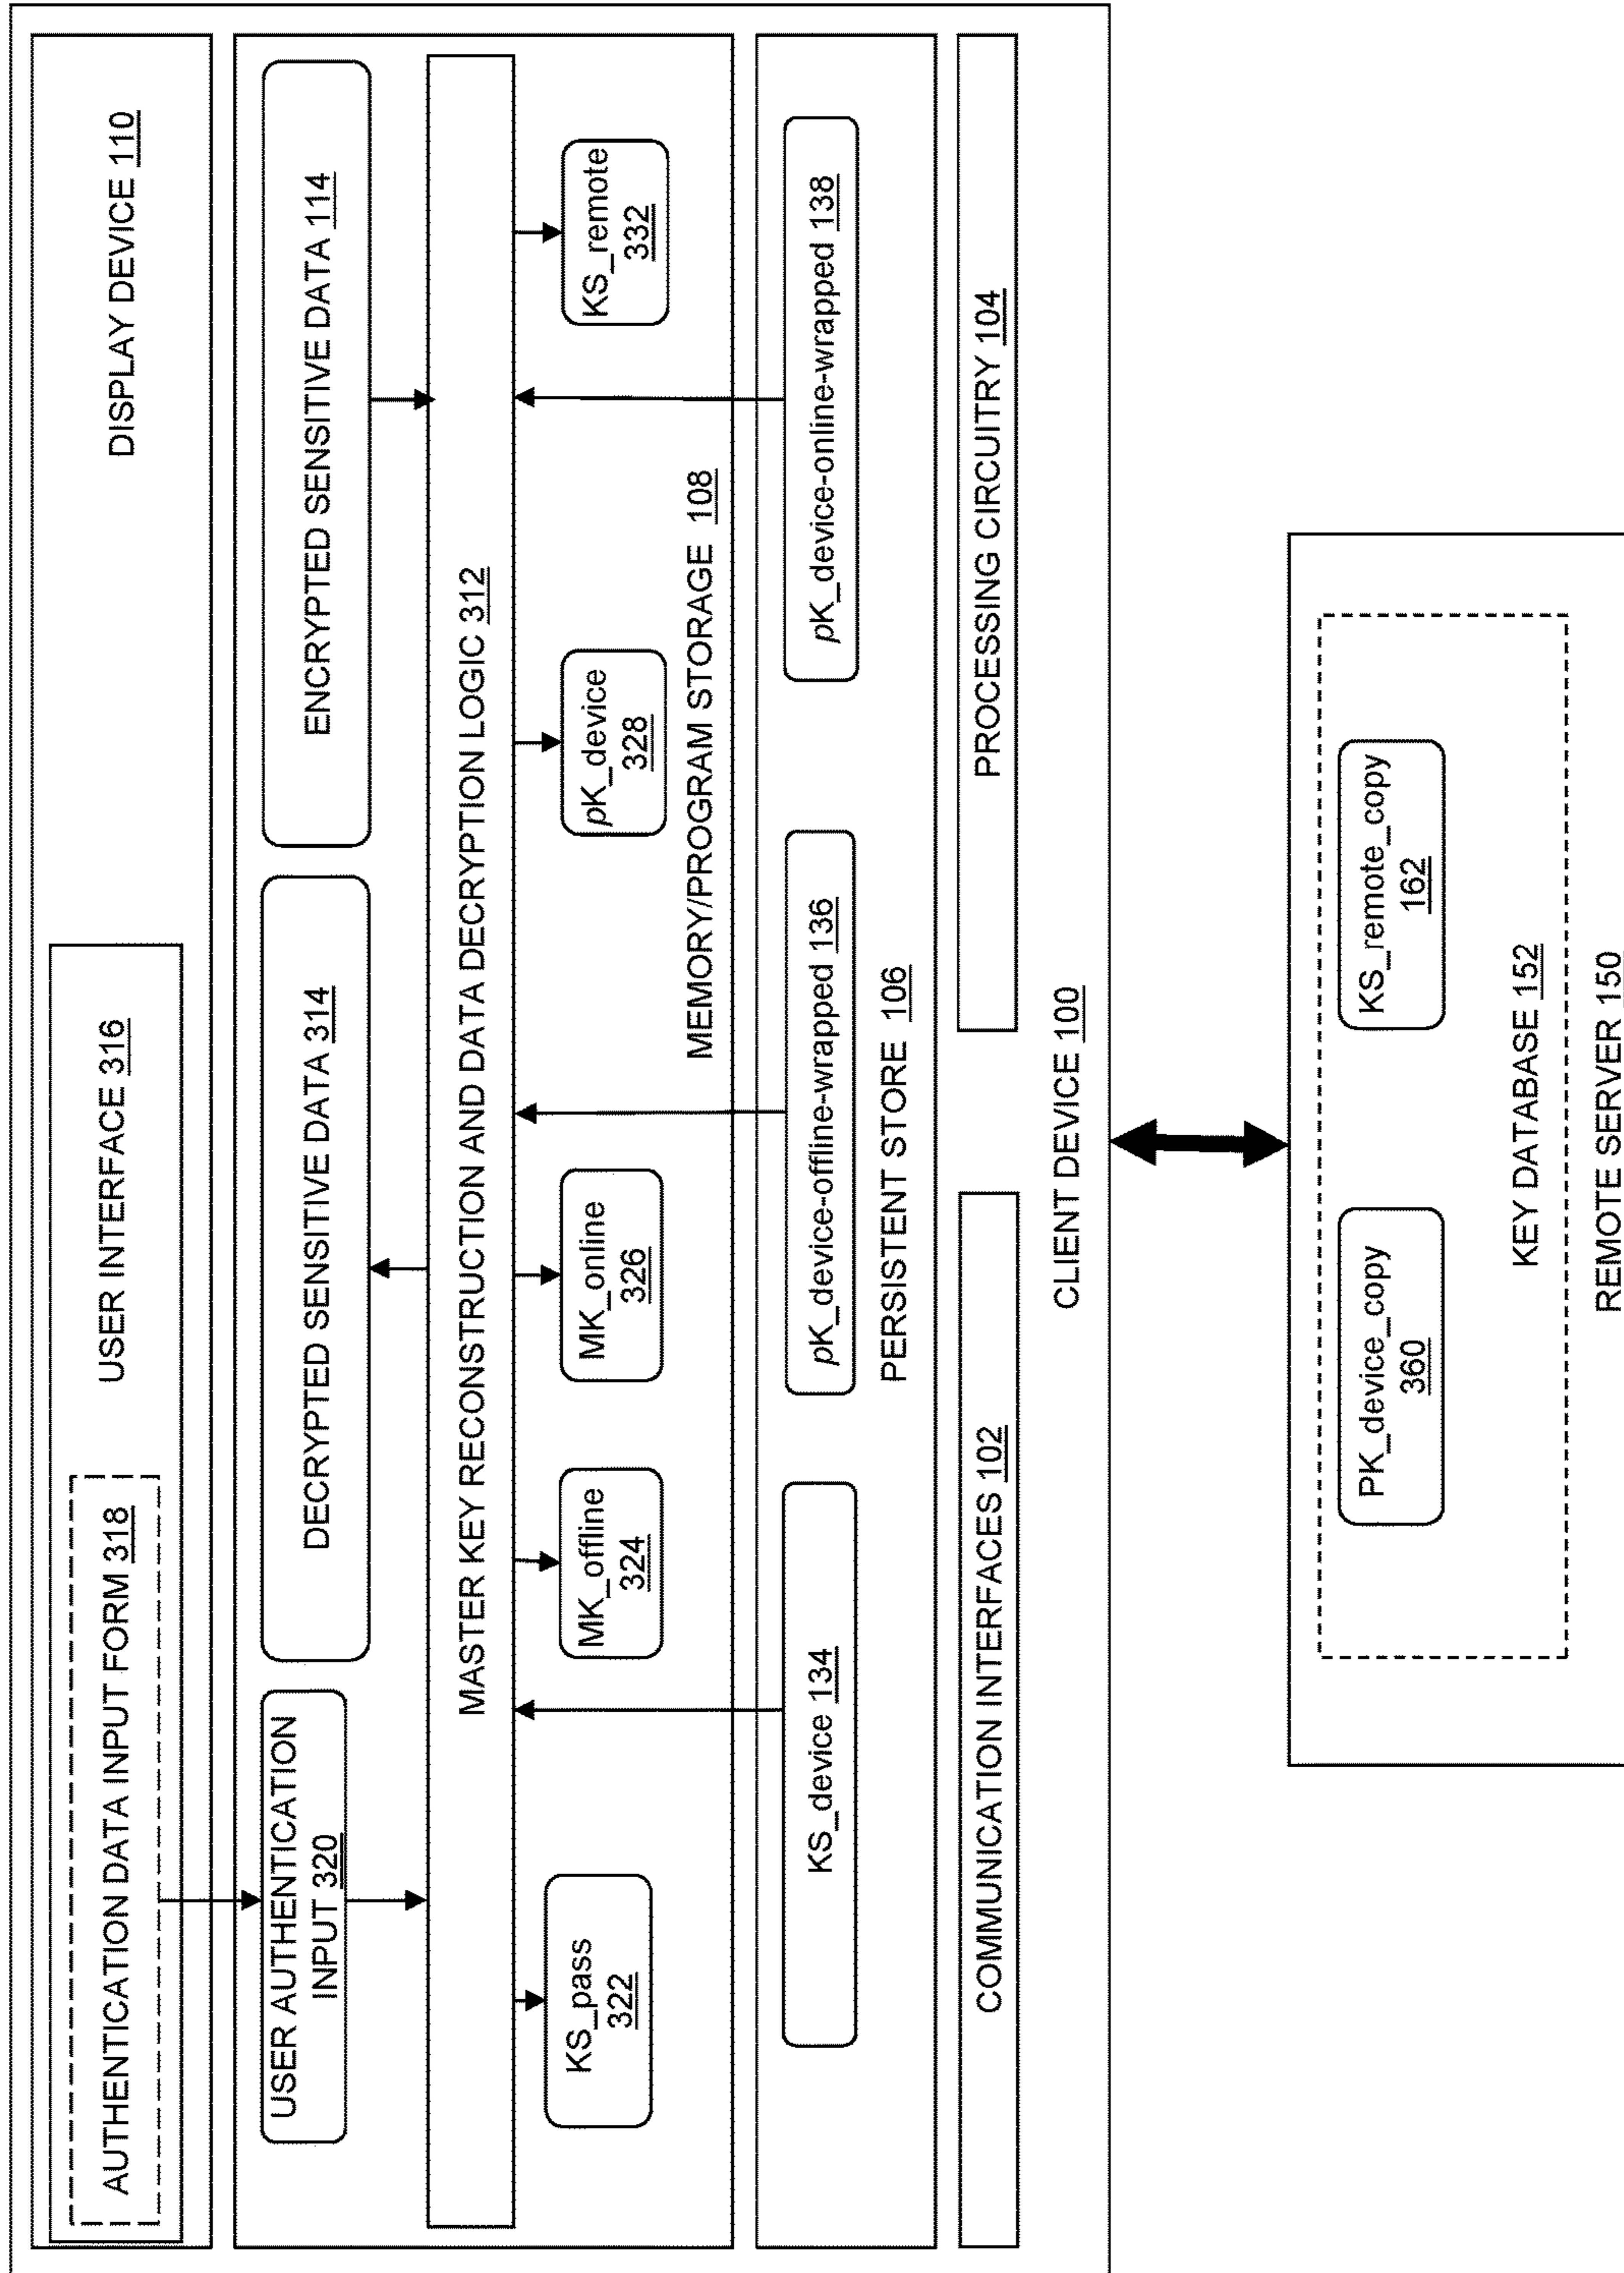 AUTHENTICATION DATA INPUT FORM 318
USER INTERFACE 316
DISPLAY DEVICE 110
USER AUTHENTICATION
INPUT 320
DECRYPTED SENSITIVE DATA 314
ENCRYPTED SENSITIVE DATA 114
MASTER KEY RECONSTRUCTION AND DATA DECRYPTION LOGIC 312
KS_pass
322
MK_offline
324
MK_online
326
pK_device
328
KS_remote
332
MEMORY/PROGRAM STORAGE 108
KS_device 134
pK_device-offline-wrapped 136
pK_device-online-wrapped 138
PERSISTENT STORE 106
COMMUNICATION INTERFACES 102
PROCESSING CIRCUITRY 104
CLIENT DEVICE 100
PK_device_copy
360
KS_remote_copy
162
KEY DATABASE 152
REMOTE SERVER 150